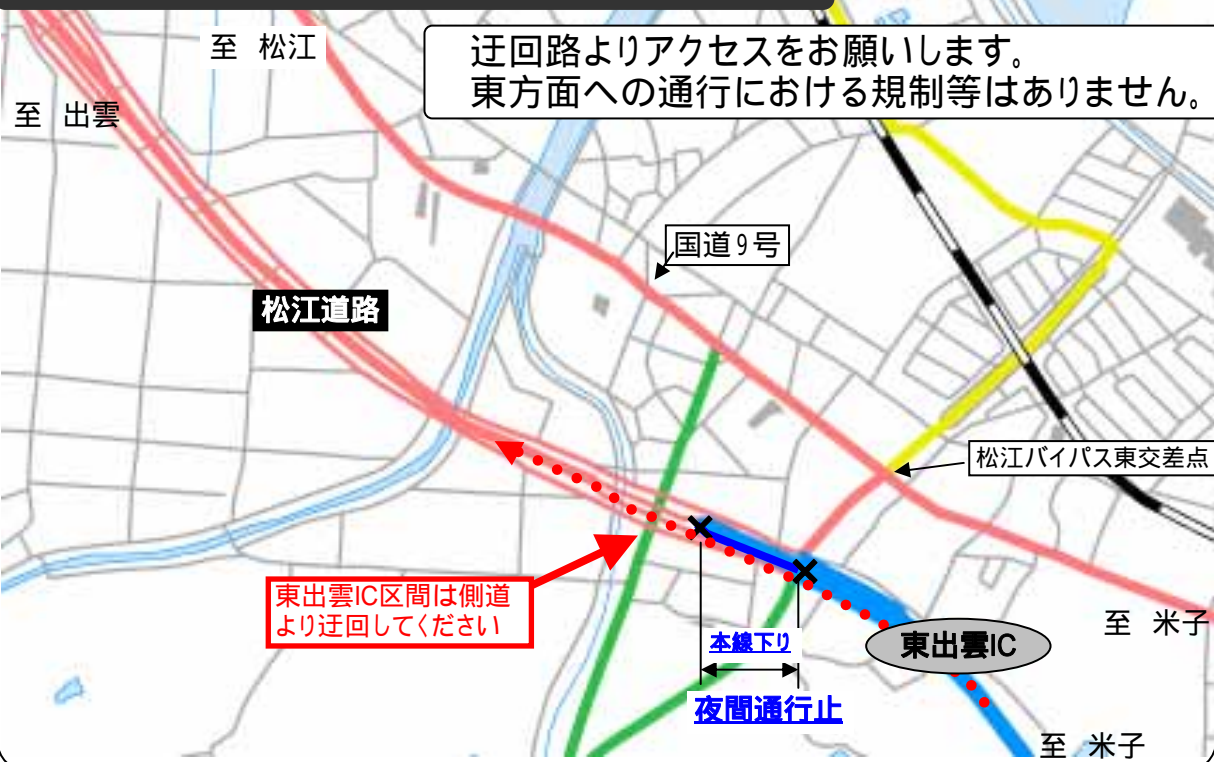 至 松江
迂回路よりアクセスをお願いします。
東方面への通行における規制等はありません。
至 出雲
国道9号
松江道路
松江バイパス東交差点
東出雲IC区間は側道
より迂回してください
至 米子
東出雲IC
本線下り
夜間通行止
至 米子